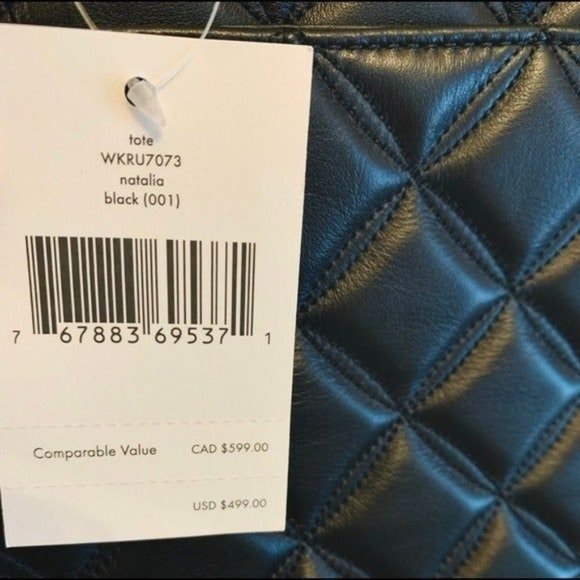 tote
WKRU7073
natalia
black (001)
7 67883 69537 1
Comparable Value CAD $599.00
USD $499.00